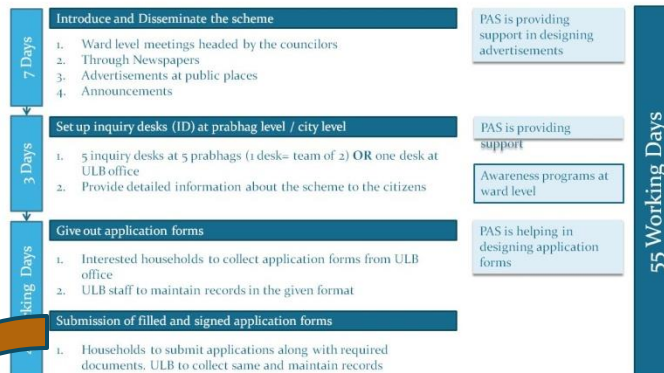 7 Days
Introduce and Disseminate the scheme
1. Ward level meetings headed by the councilors
2. Through Newspapers
3. Advertisements at public places
4. Announcements
PAS is providing
support in designing
advertisements
3 Days
Set up inquiry desks (ID) at prabhag level / city level
1. 5 inquiry desks at 5 prabhags (1 desk= team of 2) OR one desk at
ULB office
2. Provide detailed information about the scheme to the citizens
PAS is providing
support
Awareness programs at
ward level
Days
Give out application forms
1. Interested households to collect application forms from ULB
office
2. ULB staff to maintain records in the given format
PAS is helping in
designing application
forms
Submission of filled and signed application forms
1. Households to submit applications along with required
documents. ULB to collect same and maintain records
55 Working Days